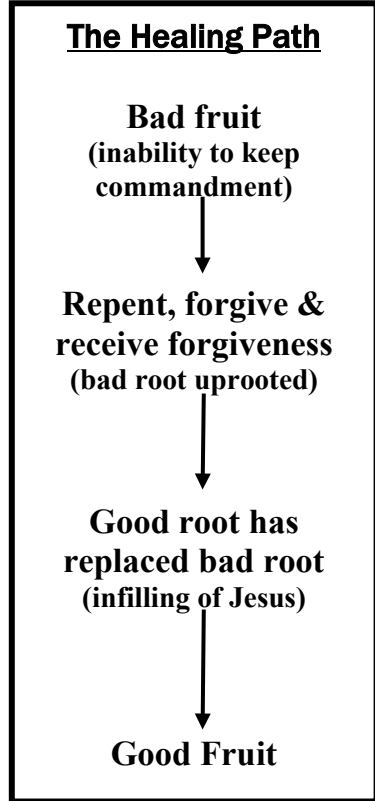 The Healing Path
Bad fruit
(inability to keep
commandment)
Repent, forgive &
receive forgiveness
(bad root uprooted)
Good root has
replaced bad root
(infilling of Jesus)
Good Fruit